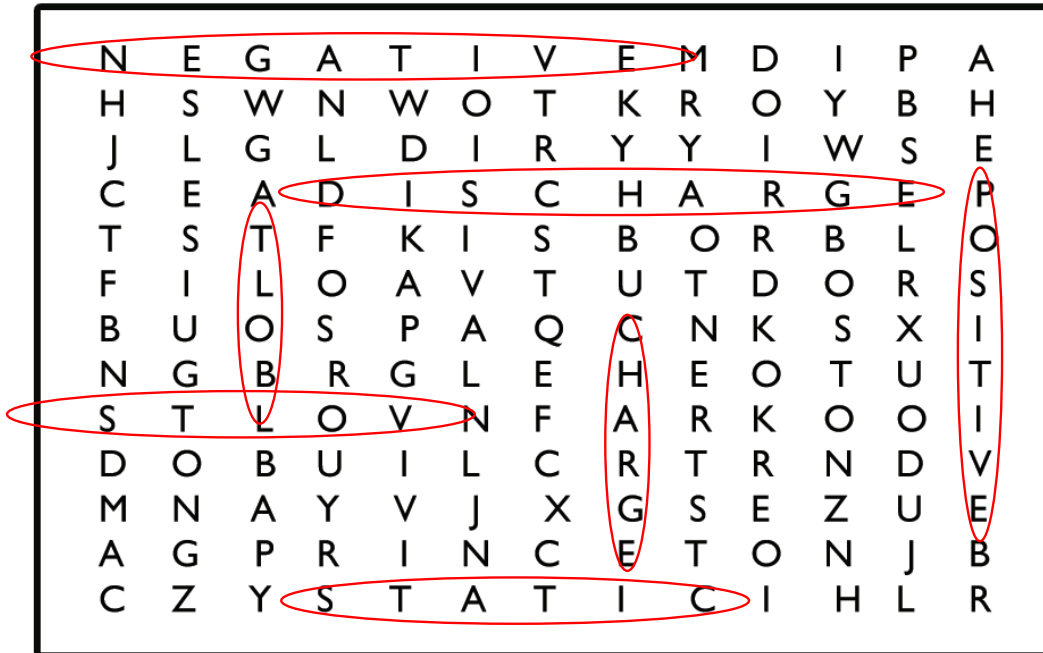 N E G A T I V E M D I P A
H S W N W O T K R O Y B H
J L G L D I R Y Y I W S E
C E A D I S C H A R G E P
T S T F K I S B O R B L O
F I L O A V T U T D O R S
B U O S P A Q C N K S X I
N G B R G L E H E O T U T
S T L O V N F A R K O O I
D O B U I L C R T R N D V
M N A Y V J X G S E Z U E
A G P R I N C E T O N J B
C Z Y S T A T I C I H L R